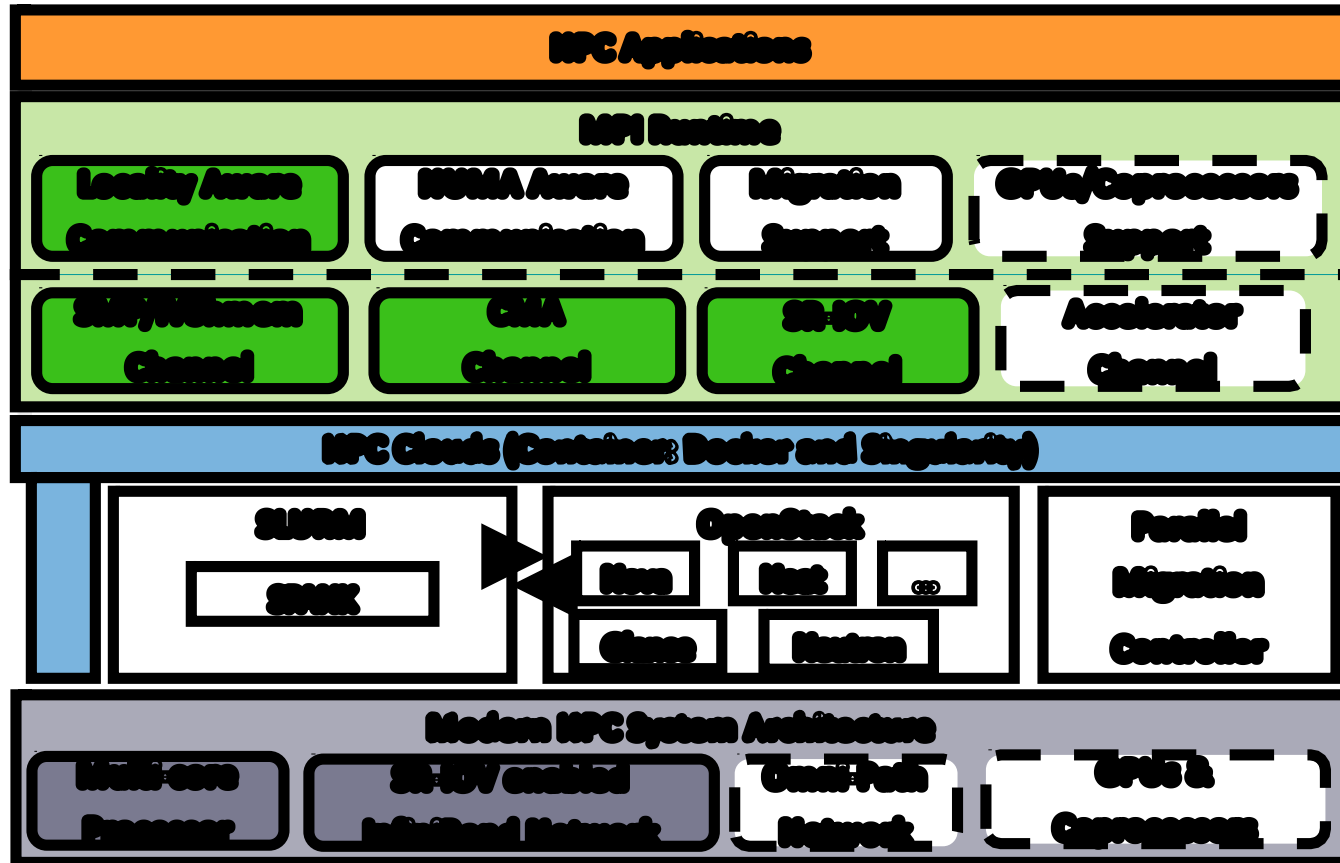 HPC Applications
MPI Runtime
Locality Aware
Communication
NUMA Aware
Communication
Migration
Support
GPUs/Coprocessors
Support
Channel
CMA
Channel
SR-IOV
Channel
Accelerator
Channel
HPC Clouds (Container: Docker and Singularity)
SLURM
SPANK
OpenStack
Nova
Heat
Glance
Neutron
Parallel
Migration
Controller
Modern HPC System Architecture
Multi-core
Processor
SR-IOV enabled
InfiniBand Network
Omni-Path
Network
GPUs &
Coprocessors